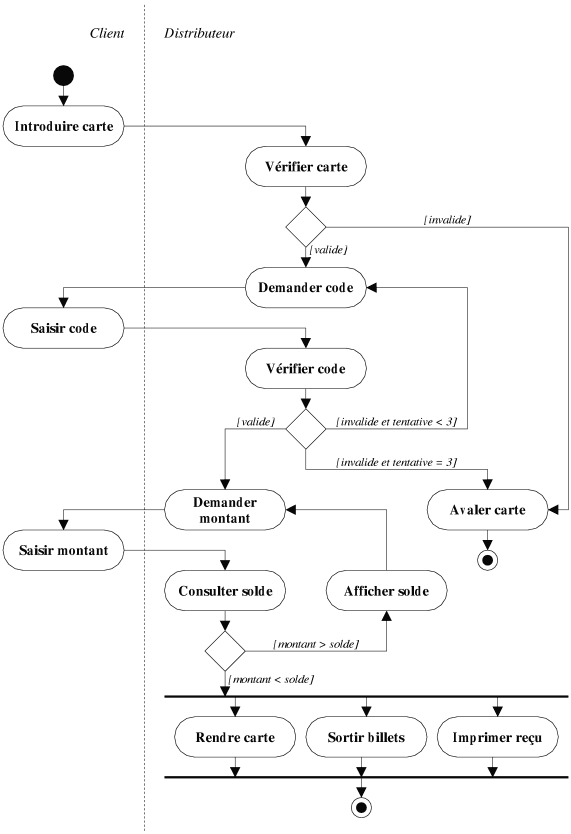 Client
Distributeur
Introduire carte
Vérifier carte
[invalide]
[valide]
Demander code
Saisir code
Vérifier code
[valide]
[invalide et tentative < 3]
[invalide et tentative = 3]
Demander
montant
Avaler carte
Saisir montant
Consulter solde
Afficher solde
[montant > solde]
[montant < solde]
Rendre carte
Sortir billets
Imprimer reçu